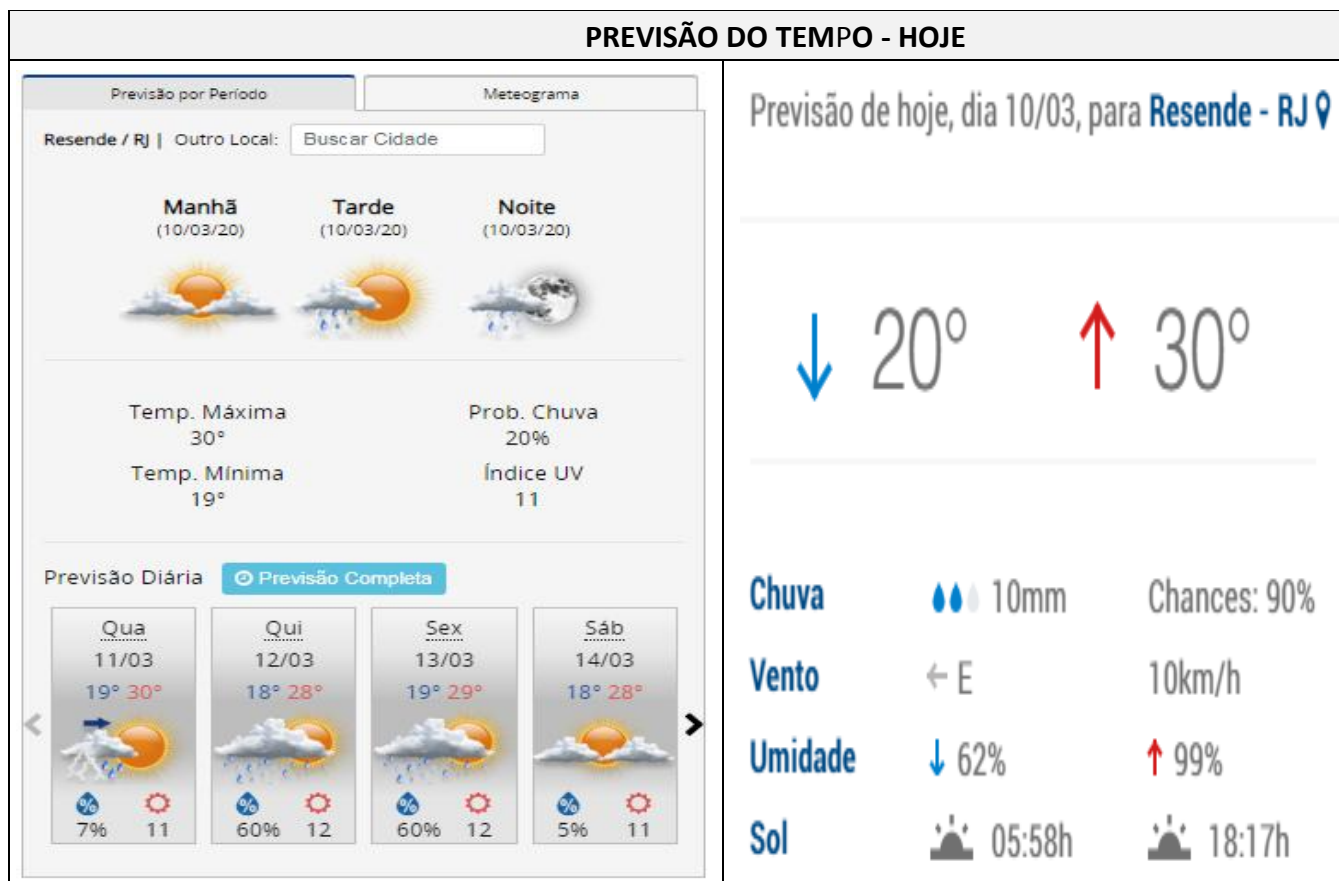 PREVISÃO DO TEMPO - HOJE
Previsão por Período
Meteograma
Resende / RJ | Outro Local: Buscar Cidade
Manhã Tarde Noite
(10/03/20) (10/03/20) (10/03/20)
Temp. Máxima Prob. Chuva
30° 20%
Temp. Mínima Índice UV
19° 11
Previsão Diária Previsão Completa
Qua Qui Sex Sáb
11/03 12/03 13/03 14/03
19° 30° 18° 28° 19° 29° 18° 28°
% % % %
7% 11 60% 12 60% 12 5% 11
Previsão de hoje, dia 10/03, para Resende - RJ
↓ 20° ↑ 30°
Chuva 10mm Chances: 90%
Vento ← E 10km/h
Umidade ↓ 62% ↑ 99%
Sol 05:58h 18:17h